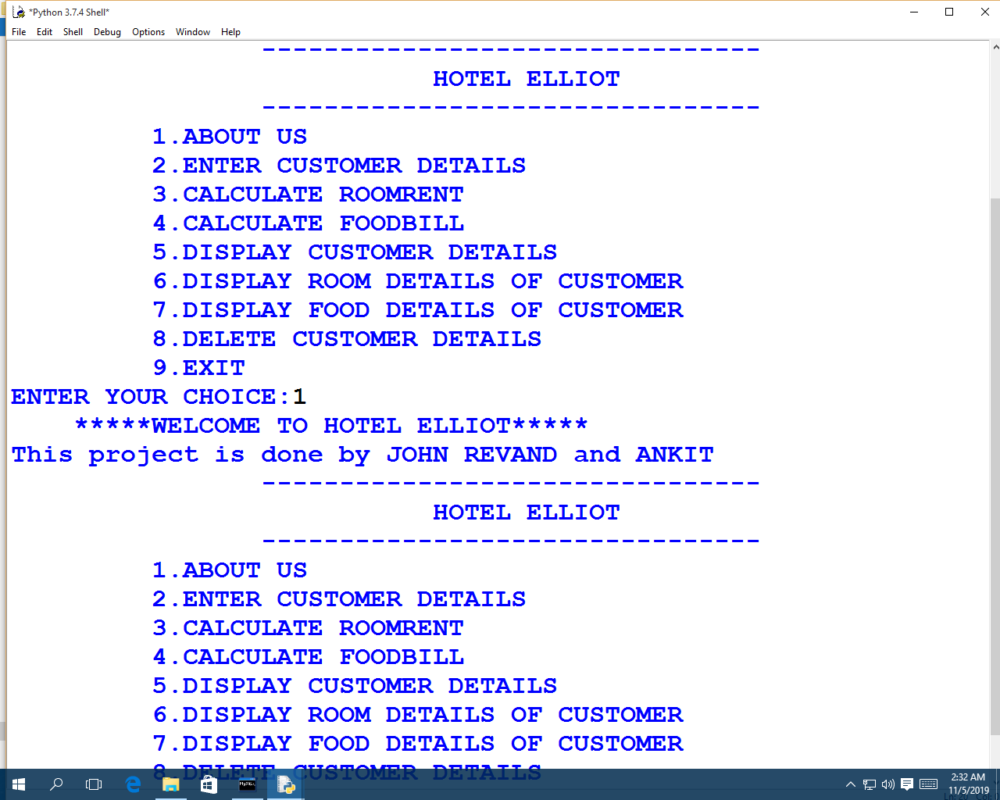 *Python 3.7.4 Shell*
File Edit Shell Debug Options Window Help
--------------------------------
HOTEL ELLIOT
--------------------------------
1.ABOUT US
2.ENTER CUSTOMER DETAILS
3.CALCULATE ROOMRENT
4.CALCULATE FOODBILL
5.DISPLAY CUSTOMER DETAILS
6.DISPLAY ROOM DETAILS OF CUSTOMER
7.DISPLAY FOOD DETAILS OF CUSTOMER
8.DELETE CUSTOMER DETAILS
9.EXIT
ENTER YOUR CHOICE:1
*****WELCOME TO HOTEL ELLIOT*****
This project is done by JOHN REVAND and ANKIT
--------------------------------
HOTEL ELLIOT
--------------------------------
1.ABOUT US
2.ENTER CUSTOMER DETAILS
3.CALCULATE ROOMRENT
4.CALCULATE FOODBILL
5.DISPLAY CUSTOMER DETAILS
6.DISPLAY ROOM DETAILS OF CUSTOMER
7.DISPLAY FOOD DETAILS OF CUSTOMER
8.DELETE CUSTOMER DETAILS
2:32 AM
11/5/2019